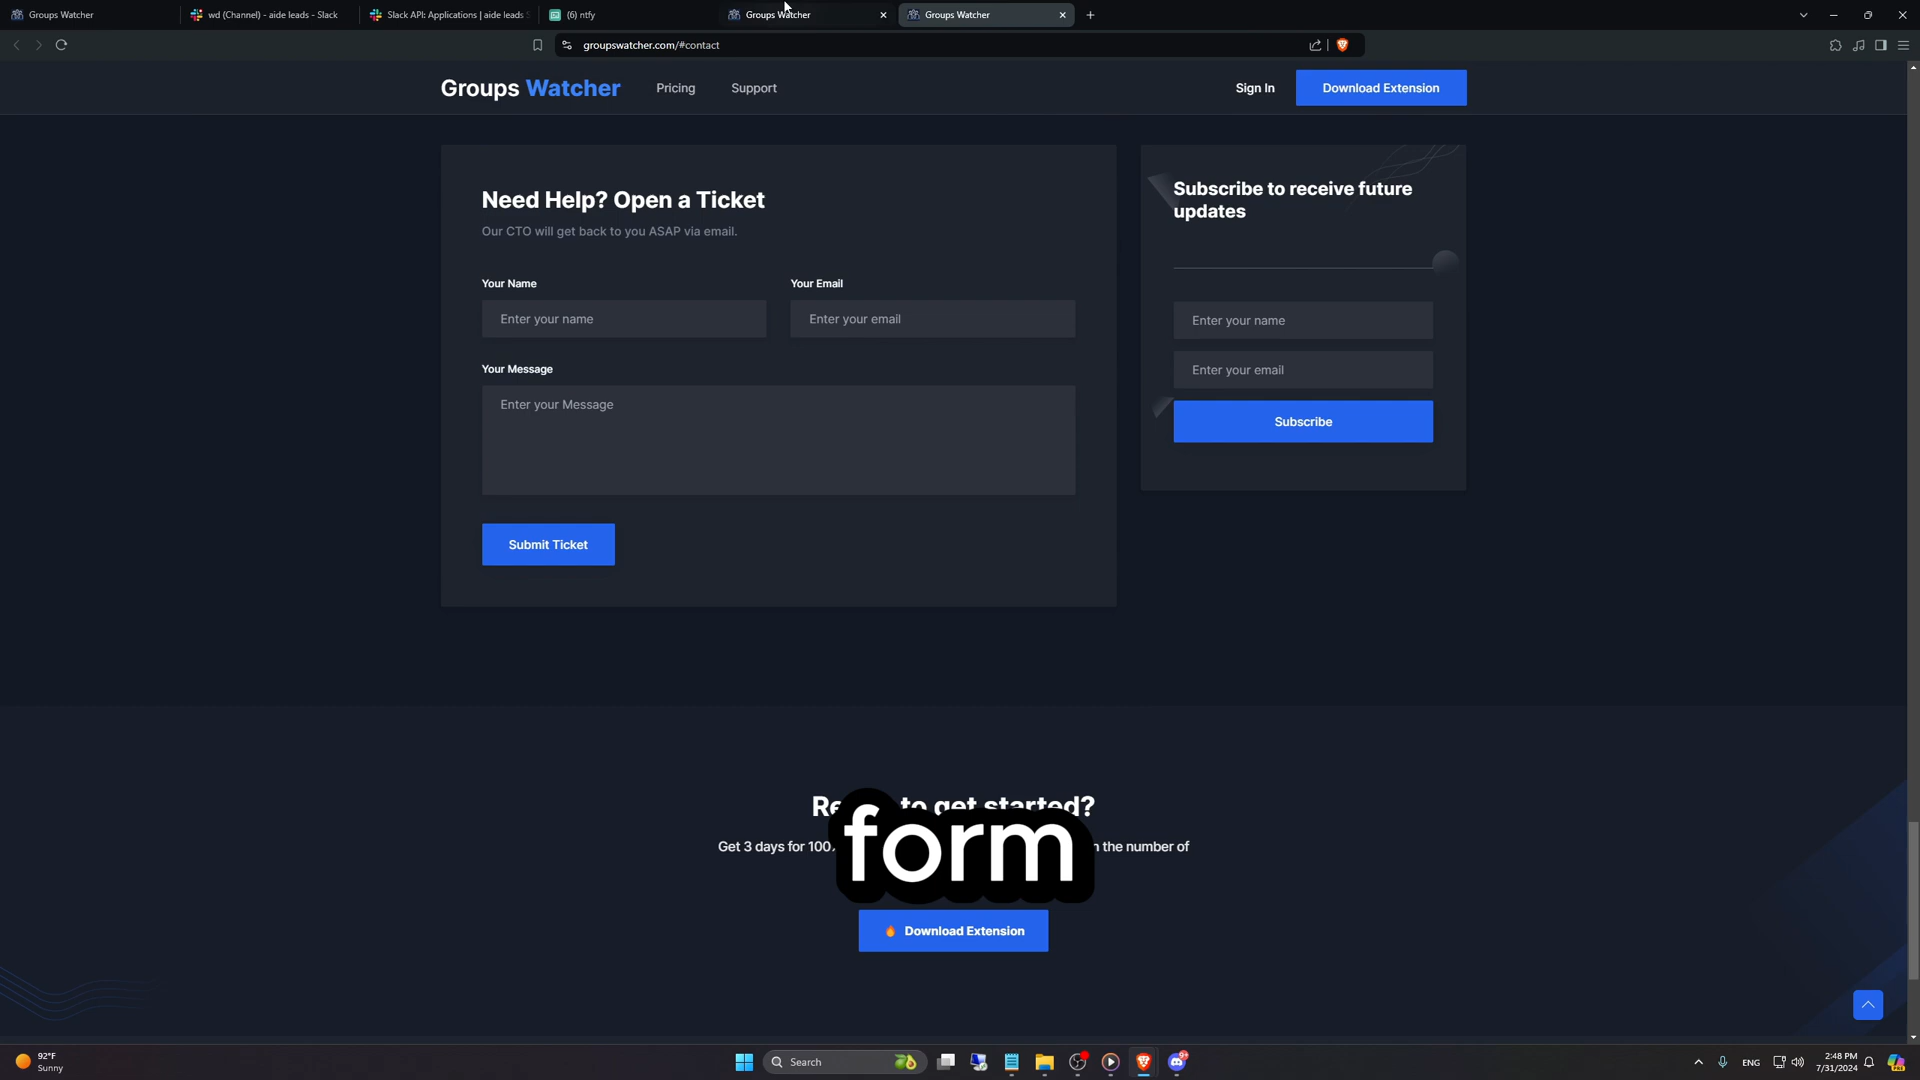 Groups Watcher
wd (Channel) - aide leads - Slack
Slack API: Applications | aide leads
(6) ntfy
Groups Watcher
Groups Watcher
groupswatcher.com/#contact
Groups Watcher
Pricing
Support
Sign In
Download Extension
Need Help? Open a Ticket
Our CTO will get back to you ASAP via email.
Your Name
Your Email
Enter your name
Enter your email
Your Message
Enter your Message
Submit Ticket
Subscribe to receive future
updates
Enter your name
Enter your email
Subscribe
to get started?
Get 3 days for 100
the number of
form
Download Extension
92°F
Sunny
Search
ENG
2:48 PM
7/31/2024